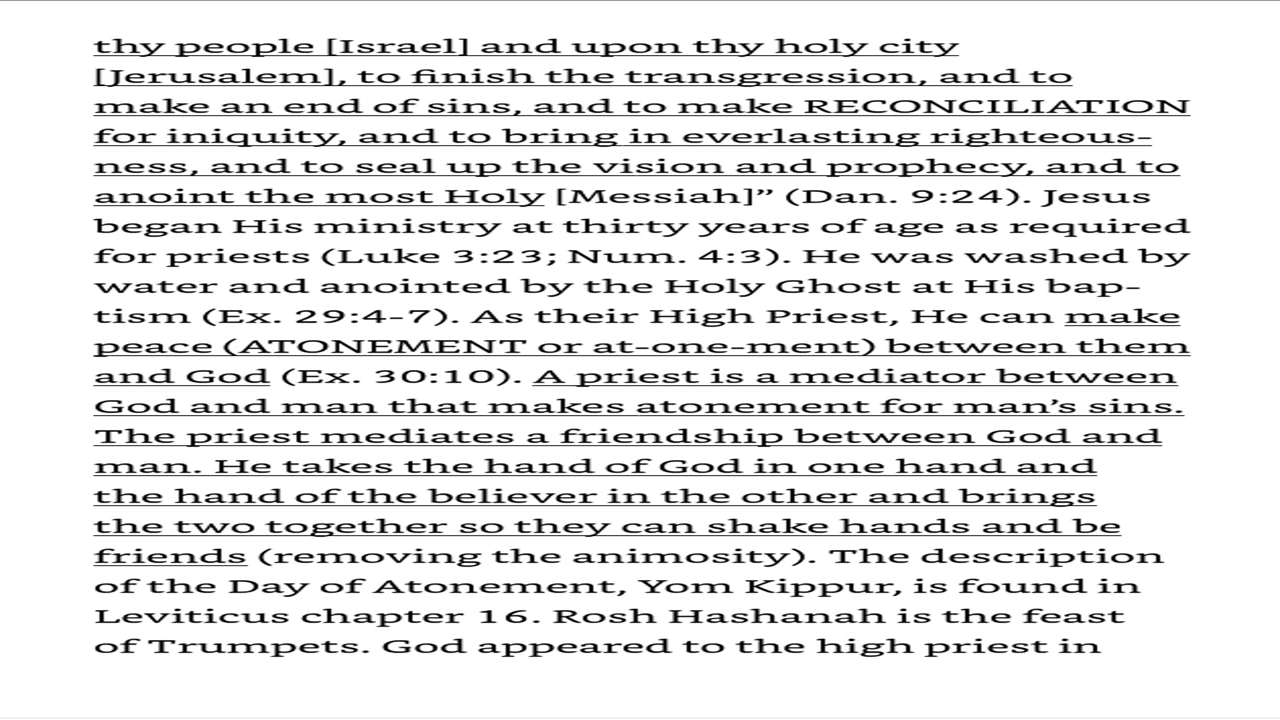 thy people [Israel] and upon thy holy city
[Jerusalem], to finish the transgression, and to
make an end of sins, and to make RECONCILIATION
for iniquity, and to bring in everlasting righteous-
ness, and to seal up the vision and prophecy, and to
anoint the most Holy [Messiah]” (Dan. 9:24). Jesus
began His ministry at thirty years of age as required
for priests (Luke 3:23; Num. 4:3). He was washed by
water and anointed by the Holy Ghost at His bap-
tism (Ex. 29:4-7). As their High Priest, He can make
peace (ATONEMENT or at-one-ment) between them
and God (Ex. 30:10). A priest is a mediator between
God and man that makes atonement for man’s sins.
The priest mediates a friendship between God and
man. He takes the hand of God in one hand and
the hand of the believer in the other and brings
the two together so they can shake hands and be
friends (removing the animosity). The description
of the Day of Atonement, Yom Kippur, is found in
Leviticus chapter 16. Rosh Hashanah is the feast
of Trumpets. God appeared to the high priest in